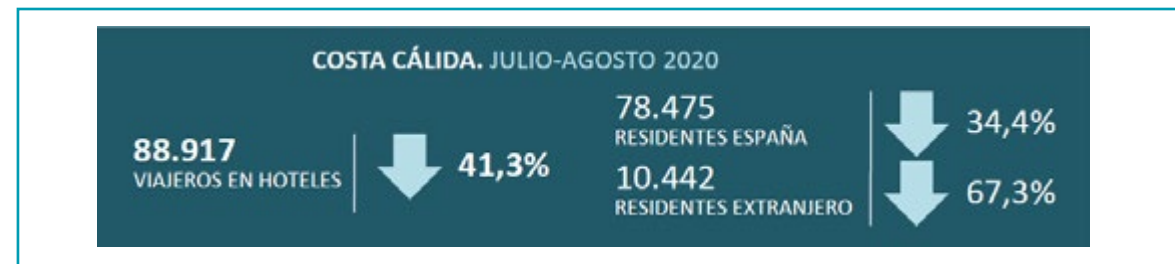 COSTA CÁLIDA. JULIO-AGOSTO 2020
88.917
VIAJEROS EN HOTELES
41,3%
78.475
RESIDENTES ESPAÑA
34,4%
10.442
RESIDENTES EXTRANJERO
67,3%